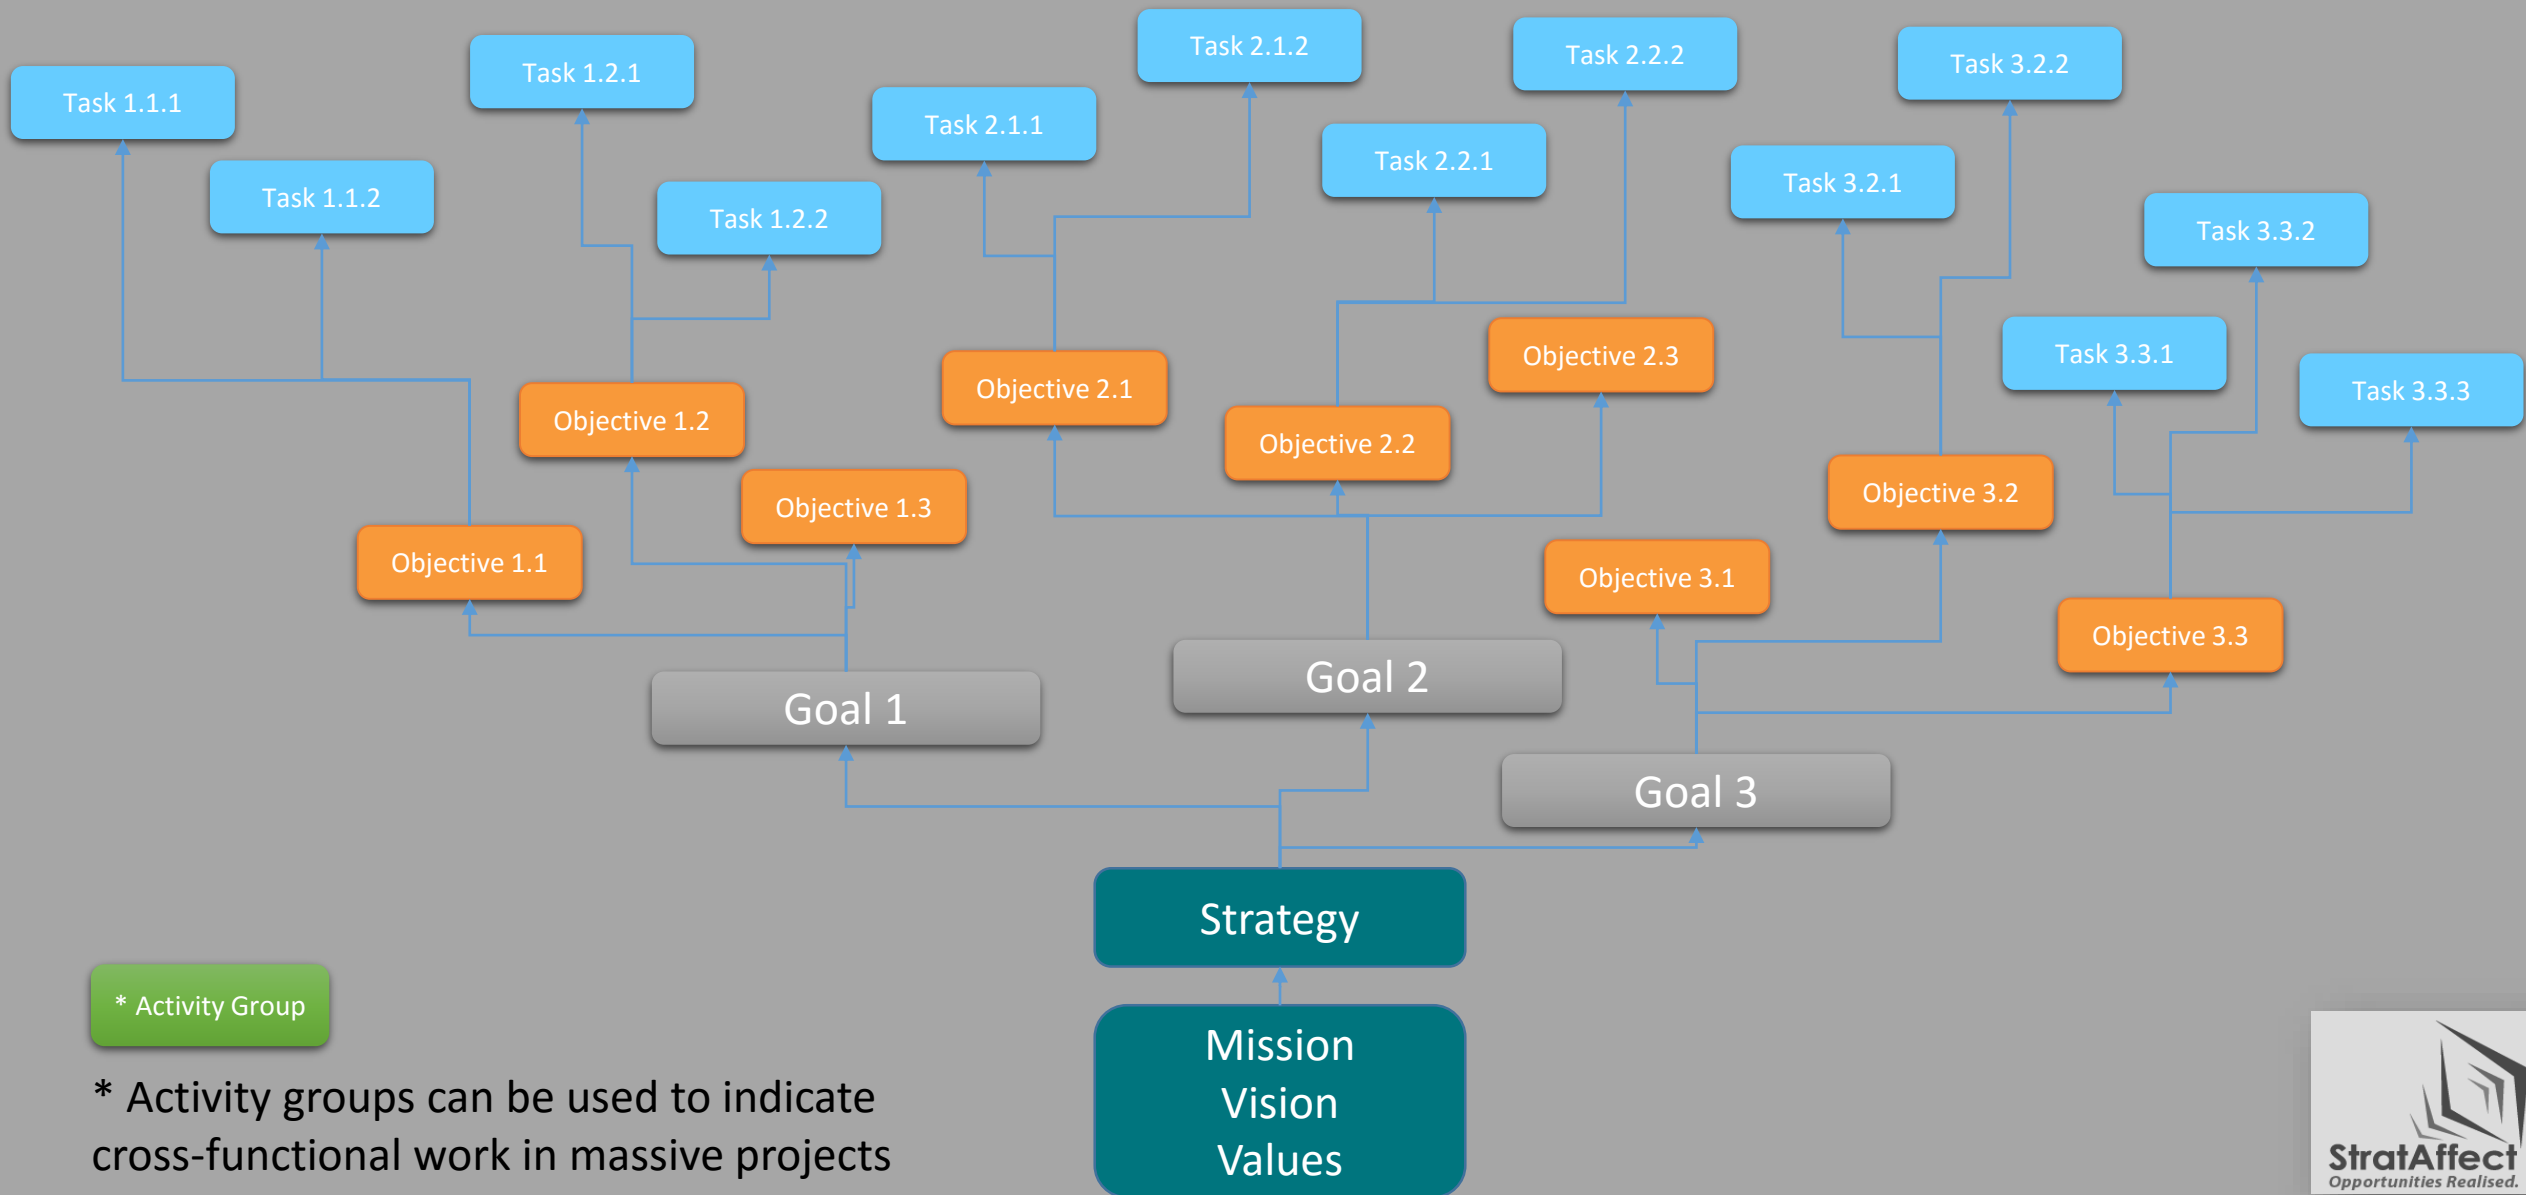 Task 2.1.2
Task 2.2.2
Task 3.2.2
Task 1.2.1
Task 1.1.1
Task 2.1.1
Task 2.2.1
Task 3.2.1
Task 1.1.2
Task 1.2.2
Task 3.3.2
Task 3.3.1
Objective 2.3
Objective 2.1
Task 3.3.3
Objective 1.2
Objective 2.2
Objective 3.2
Objective 1.3
Objective 1.1
Objective 3.1
Objective 3.3
Goal 2
Goal 1
Goal 3
Strategy
* Activity Group
Mission
Vision
Values
* Activity groups can be used to indicate
cross-functional work in massive projects
StratAffect
Opportunities Realised.